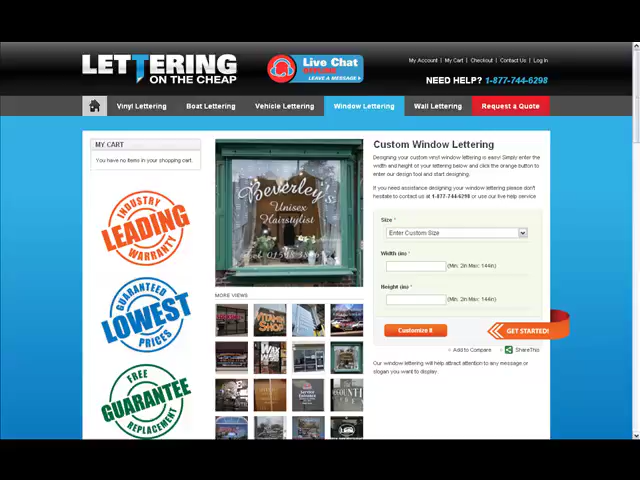 LETTERING
ON THE CHEAP
Live Chat
LEAVE A MESSAGE
My Account | My Cart | Checkout | Contact Us | Log In
NEED HELP? 1-877-744-6298
Vinyl Lettering
Boat Lettering
Vehicle Lettering
Window Lettering
Wall Lettering
Request a Quote
MY CART
You have no items in your shopping cart.
INDUSTRY
LEADING
WARRANTY
GUARANTEED
LOWEST
PRICES
FREE
GUARANTEE
REPLACEMENT
Beverley's
Unisex
Hairstylist
MORE VIEWS
VITAMIN
SHOP
WAX
Custom Window Lettering
Designing your custom vinyl window lettering is easy! Simply enter the
width and height of your lettering below and click the orange button to
enter our design tool and start designing.
If you need assistance designing your window lettering please don't
hesitate to contact us at 1-877-744-6298 or use our live help service
Size *
Enter Custom Size
Width (in) *
(Min: 2in Max: 144in)
Height (in) *
(Min: 2in Max: 144in)
Customize It
GET STARTED!
Add to Compare
ShareThis
Our window lettering will help attract attention to any message or
slogan you want to display.